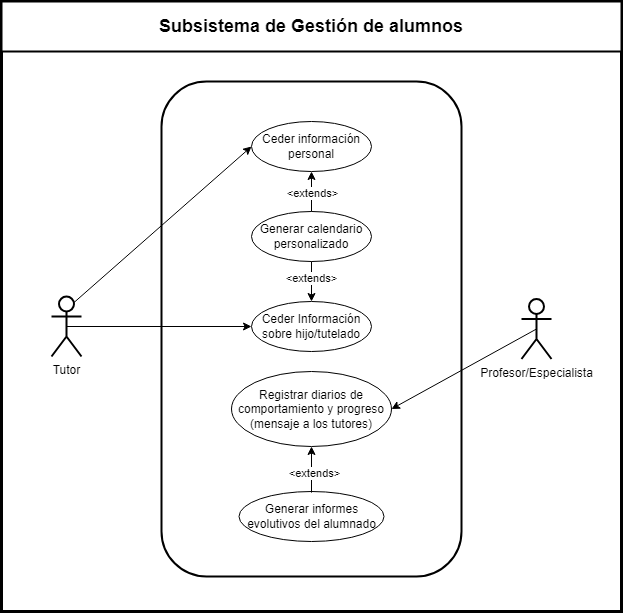 Subsistema de Gestión de alumnos
Ceder información
personal
<extends>
Generar calendario
personalizado
<extends>
Ceder Información
sobre hijo/tutelado
Tutor
Profesor/Especialista
Registrar diarios de
comportamiento y progreso
(mensaje a los tutores)
<extends>
Generar informes
evolutivos del alumnado